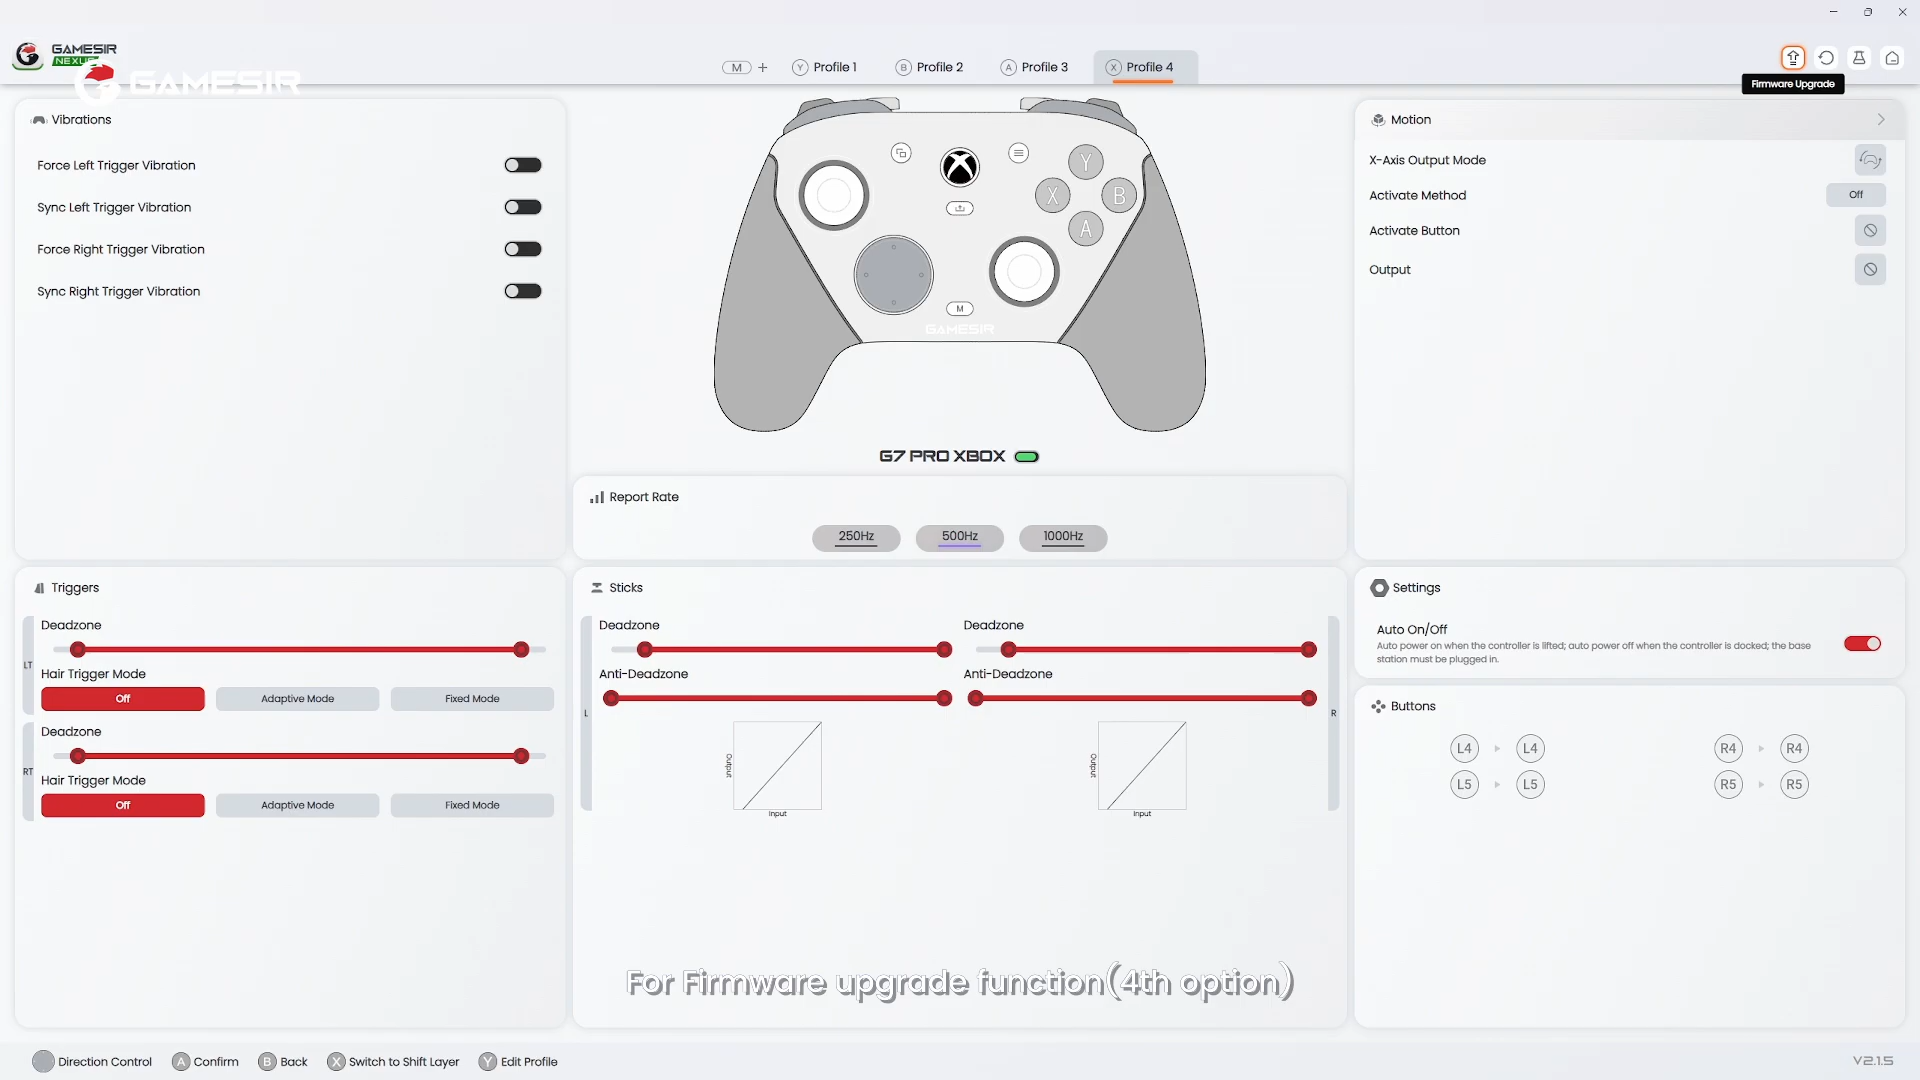 GAMESIR
NEXUS
GAMESIR
M + Y Profile 1 B Profile 2 A Profile 3 X Profile 4
Firmware Upgrade
Vibrations
Force Left Trigger Vibration
Sync Left Trigger Vibration
Force Right Trigger Vibration
Sync Right Trigger Vibration
Y
X B
A
M
GAMESIR
G7 PRO XBOX
Report Rate
250Hz 500Hz 1000Hz
Motion
X-Axis Output Mode
Activate Method Off
Activate Button
Output
Triggers
LT
Deadzone
Hair Trigger Mode
Off Adaptive Mode Fixed Mode
RT
Deadzone
Hair Trigger Mode
Off Adaptive Mode Fixed Mode
Sticks
Deadzone Deadzone
Anti-Deadzone Anti-Deadzone
L R
Output Output
Input Input
Settings
Auto On/Off
Auto power on when the controller is lifted; auto power off when the controller is docked; the base
station must be plugged in.
Buttons
L4 L4 R4 R4
L5 L5 R5 R5
For Firmware upgrade function(4th option)
Direction Control A Confirm B Back X Switch to Shift Layer Y Edit Profile
V2.1.5